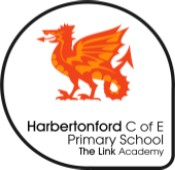 Harbertonford C of E
Primary School
The Link Academy